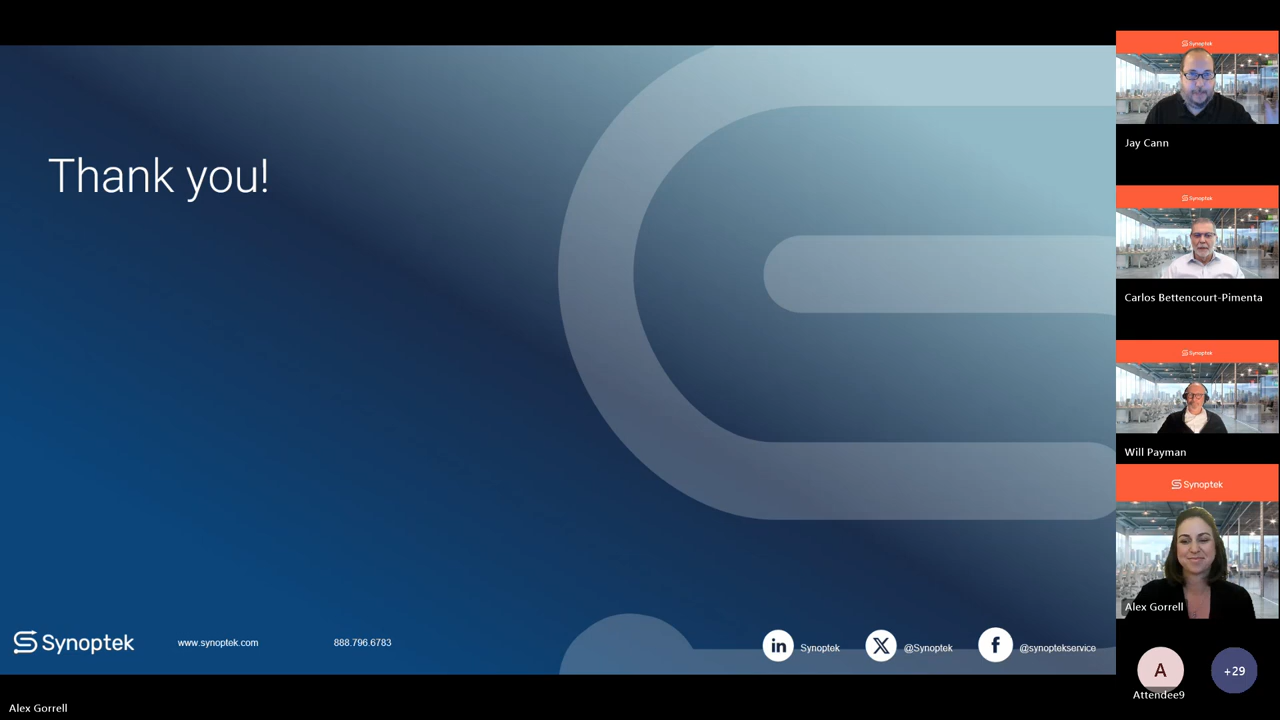 Thank you!
Synoptek
www.synoptek.com
888.796.6783
in
Synoptek
X
@Synoptek
f
@synoptekservice
Alex Gorrell
Synoptek
Jay Cann
Synoptek
Carlos Bettencourt-Pimenta
Synoptek
Will Payman
Synoptek
Alex Gorrell
A
Attendee9
+29